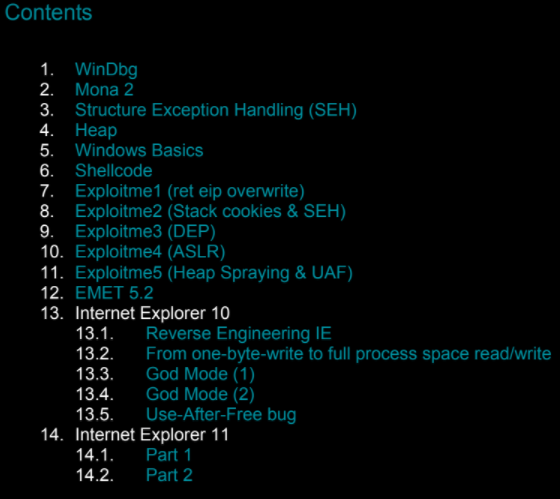 Contents
1. WinDbg
2. Mona 2
3. Structure Exception Handling (SEH)
4. Heap
5. Windows Basics
6. Shellcode
7. Exploitme1 (ret eip overwrite)
8. Exploitme2 (Stack cookies & SEH)
9. Exploitme3 (DEP)
10. Exploitme4 (ASLR)
11. Exploitme5 (Heap Spraying & UAF)
12. EMET 5.2
13. Internet Explorer 10
13.1. Reverse Engineering IE
13.2. From one-byte-write to full process space read/write
13.3. God Mode (1)
13.4. God Mode (2)
13.5. Use-After-Free bug
14. Internet Explorer 11
14.1. Part 1
14.2. Part 2